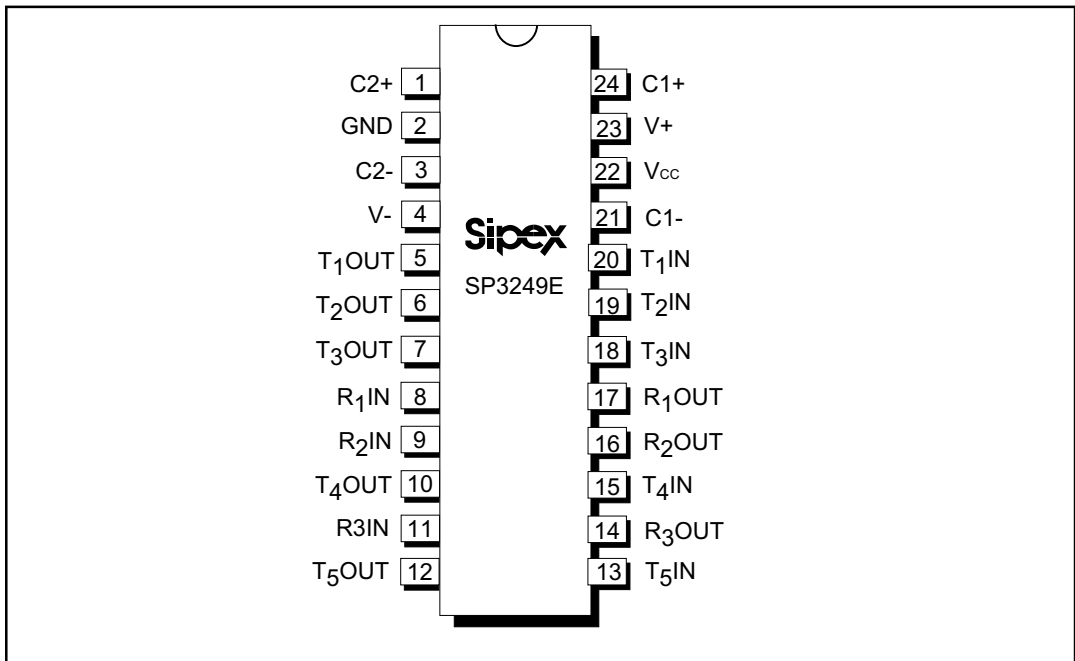 C2+ 1 24 C1+
GND 2 23 V+
C2- 3 22 Vcc
V- 4 21 C1-
Sipex
T1OUT 5 20 T1IN
SP3249E
T2OUT 6 19 T2IN
T3OUT 7 18 T3IN
R1IN 8 17 R1OUT
R2IN 9 16 R2OUT
T4OUT 10 15 T4IN
R3IN 11 14 R3OUT
T5OUT 12 13 T5IN